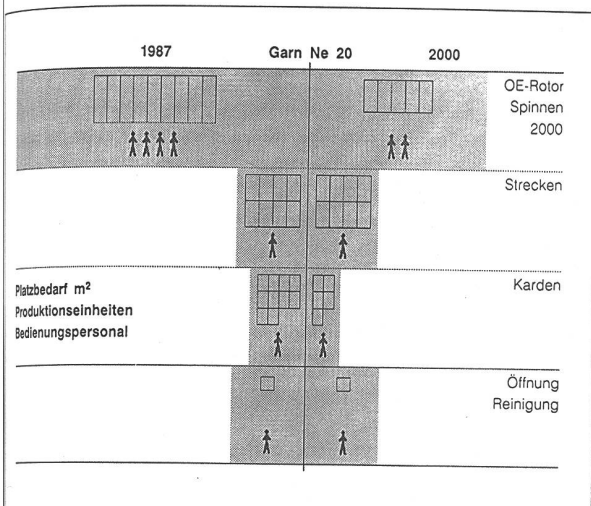 1987 Garn Ne 20 2000
OE-Rotor
Spinnen
2000
Strecken
Platzbedarf m²
Produktionseinheiten
Bedienungspersonal
Karden
Öffnung
Reinigung